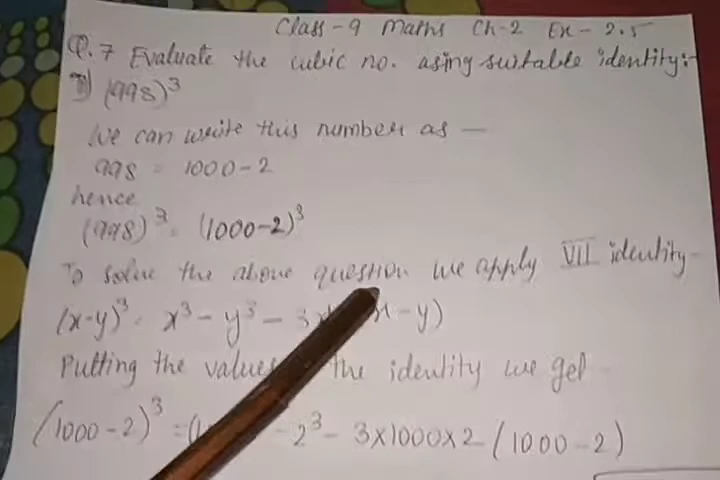 Class-9 Maths Ch-2 Ex-2.5
Q.7 Evaluate the cubic no. using suitable identity:-
(998)³
We can write this number as —
998 = 1000-2
hence
(998)³ = (1000-2)³
To solve the above question we apply VII identity-
(x-y)³ = x³ - y³ - 3x - y)
Putting the values the identity we get -
(1000-2)³ = ( - 2³ - 3x1000x2 (1000-2)